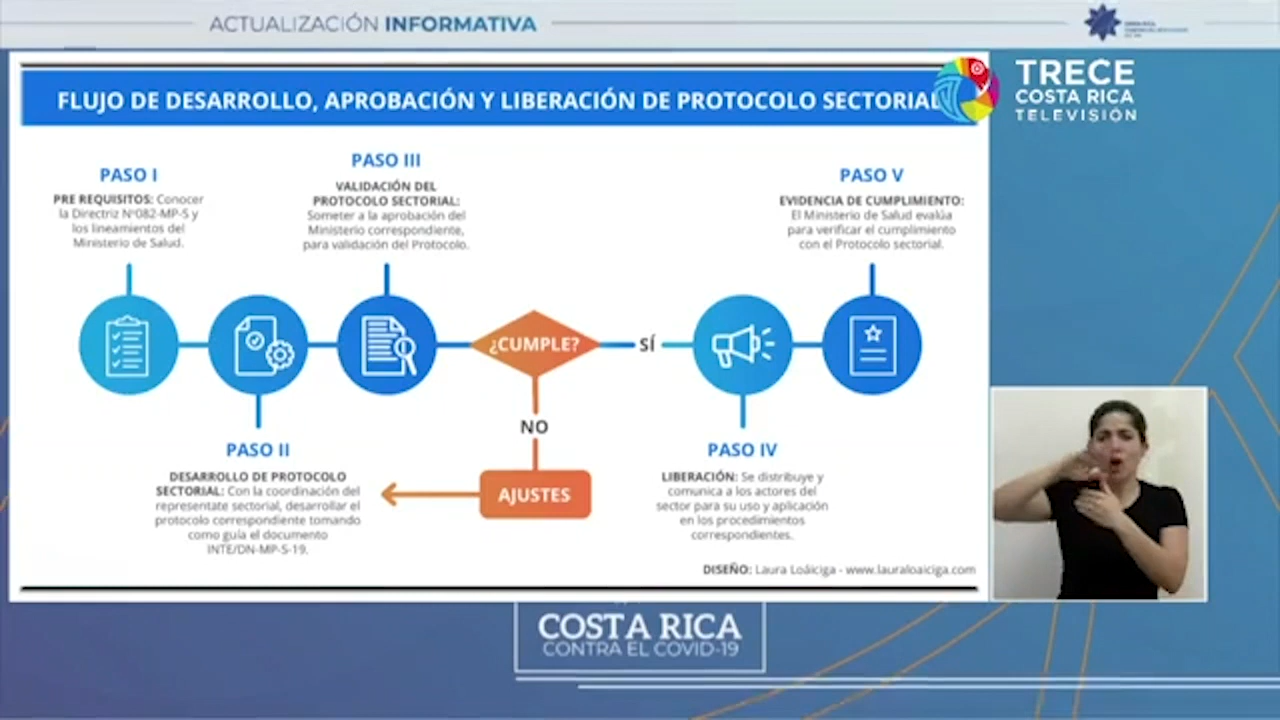 ACTUALIZACIÓN INFORMATIVA
FLUJO DE DESARROLLO, APROBACIÓN Y LIBERACIÓN DE PROTOCOLO SECTORIAL
TRECE
COSTA RICA
TELEVISIÓN
PASO I
PRE REQUISITOS: Conocer
la Directriz Nº082-MP-S y
los lineamientos del
Ministerio de Salud.
PASO III
VALIDACIÓN DEL
PROTOCOLO SECTORIAL:
Someter a la aprobación del
Ministerio correspondiente,
para validación del Protocolo.
PASO V
EVIDENCIA DE CUMPLIMIENTO:
El Ministerio de Salud evalúa
para verificar el cumplimiento
con el Protocolo sectorial.
¿CUMPLE?
SÍ
NO
AJUSTES
PASO II
DESARROLLO DE PROTOCOLO
SECTORIAL: Con la coordinación del
representate sectorial, desarrollar el
protocolo correspondiente tomando
como guía el documento
INTE/DN-MP-S-19.
PASO IV
LIBERACIÓN: Se distribuye y
comunica a los actores del
sector para su uso y aplicación
en los procedimientos
correspondientes.
DISEÑO: Laura Loáiciga - www.lauraloaiciga.com
COSTA RICA
CONTRA EL COVID-19